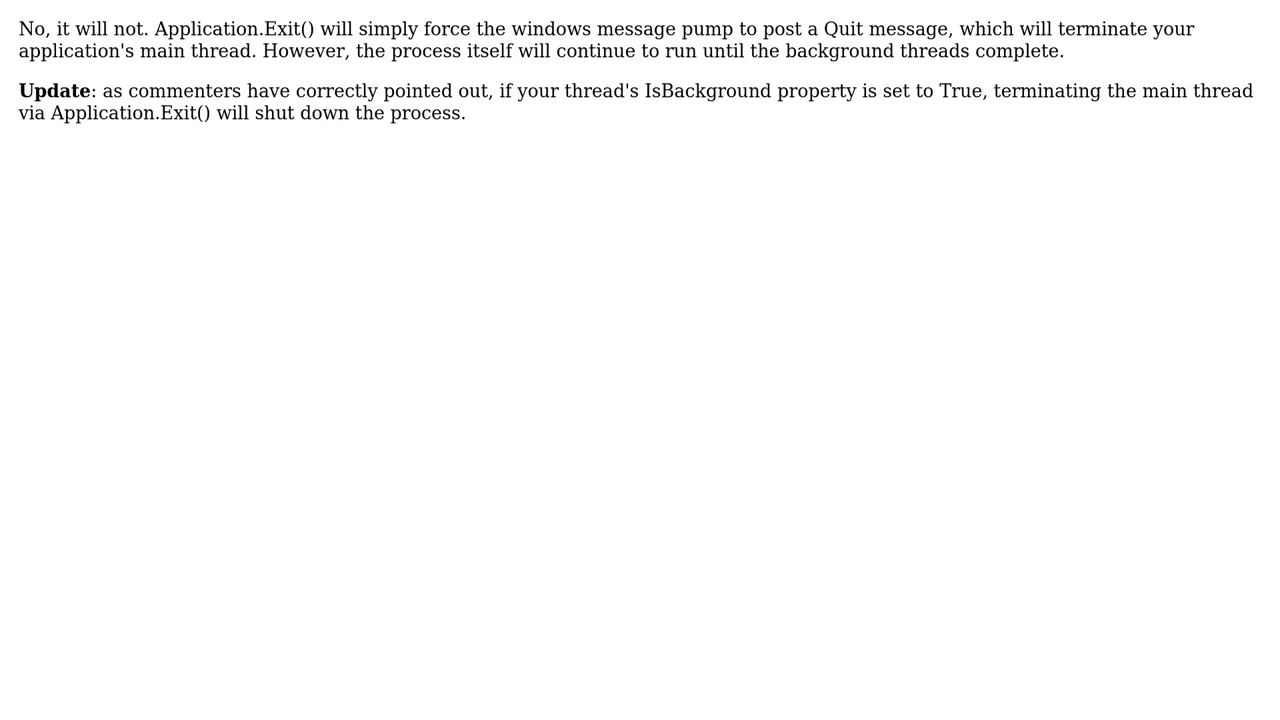 No, it will not. Application.Exit() will simply force the windows message pump to post a Quit message, which will terminate your
application's main thread. However, the process itself will continue to run until the background threads complete.
Update: as commenters have correctly pointed out, if your thread's IsBackground property is set to True, terminating the main thread
via Application.Exit() will shut down the process.